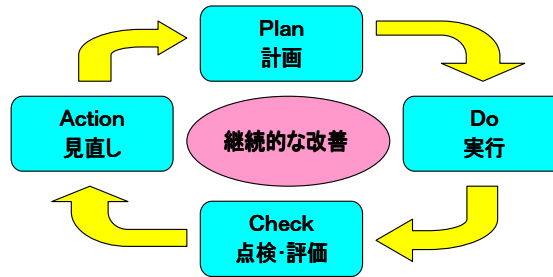 Plan
計画
Do
実行
Check
点検・評価
Action
見直し
継続的な改善